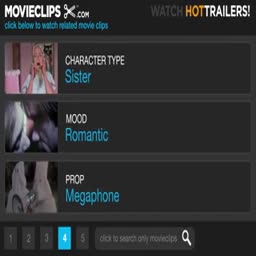 MOVIECLIPS .COM
WATCH HOTTRAILERS!
click below to watch related movie clips
CHARACTER TYPE
Sister
MOOD
Romantic
PROP
Megaphone
1 2 3 4 5 click to search only movieclips